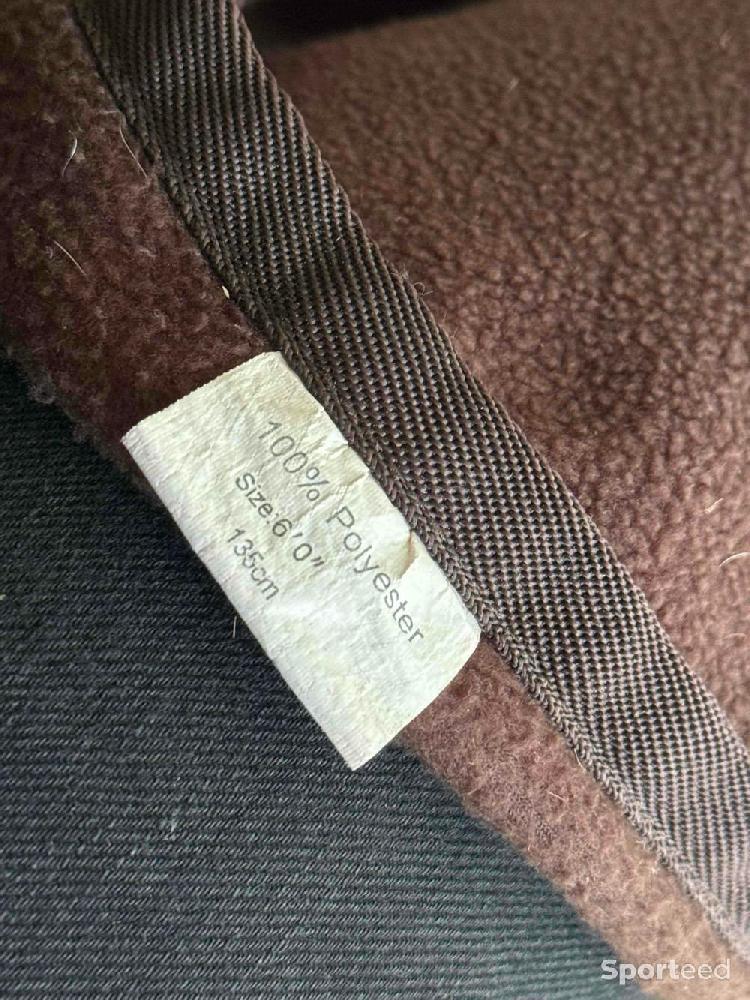 100% Polyester
Size:6'0"
135cm
Sporteed